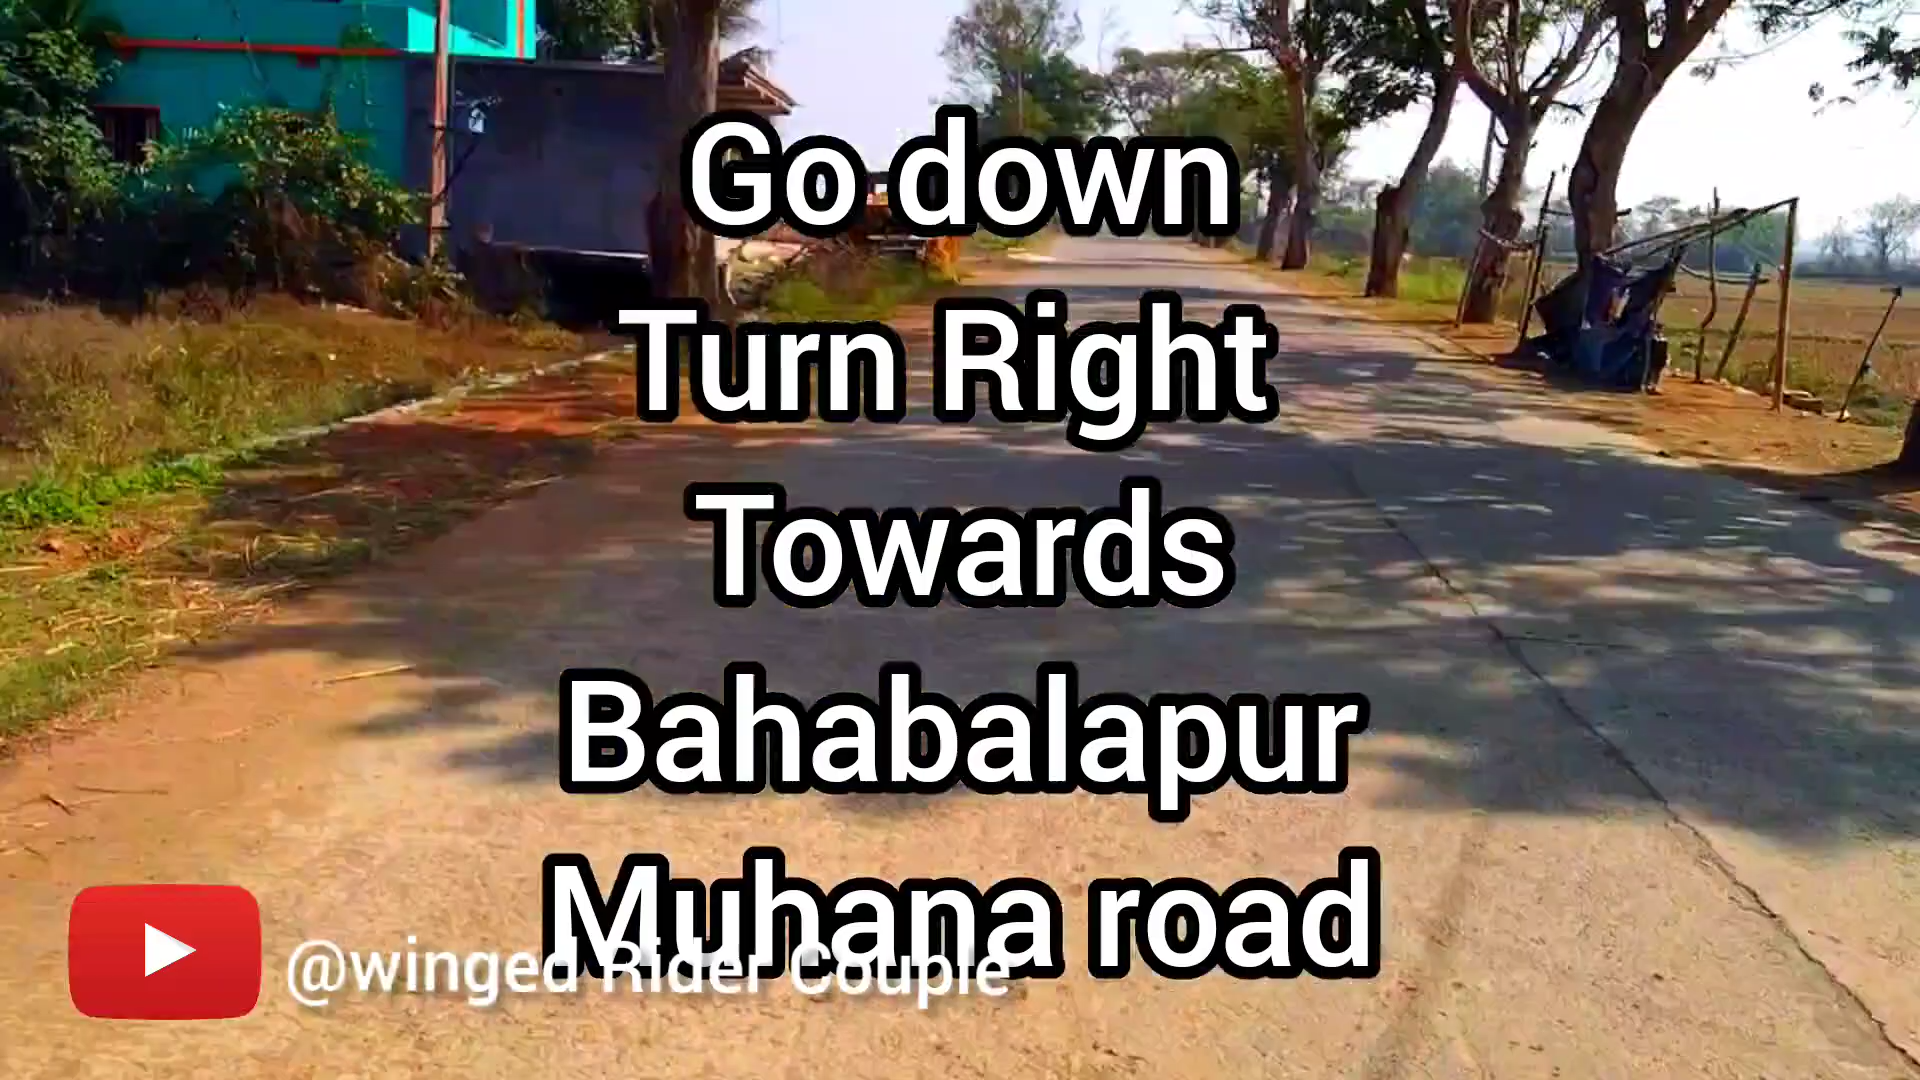 Go down
Turn Right
Towards
Bahabalapur
Muhana road
@winged Rider Couple